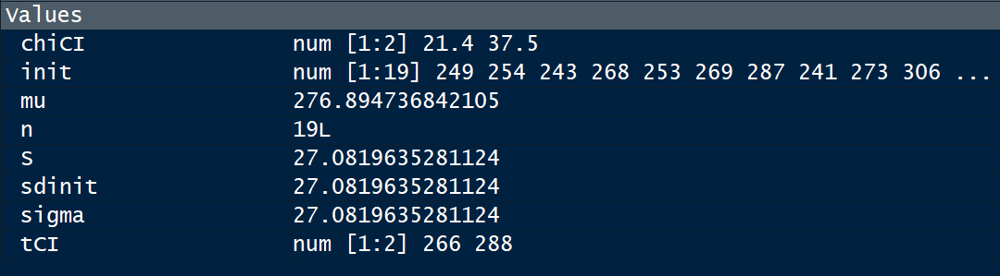 Values
chiCI num [1:2] 21.4 37.5
init num [1:19] 249 254 243 268 253 269 287 241 273 306 ...
mu 276.894736842105
n 19L
S 27.0819635281124
sdinit 27.0819635281124
sigma 27.0819635281124
tCI num [1:2] 266 288